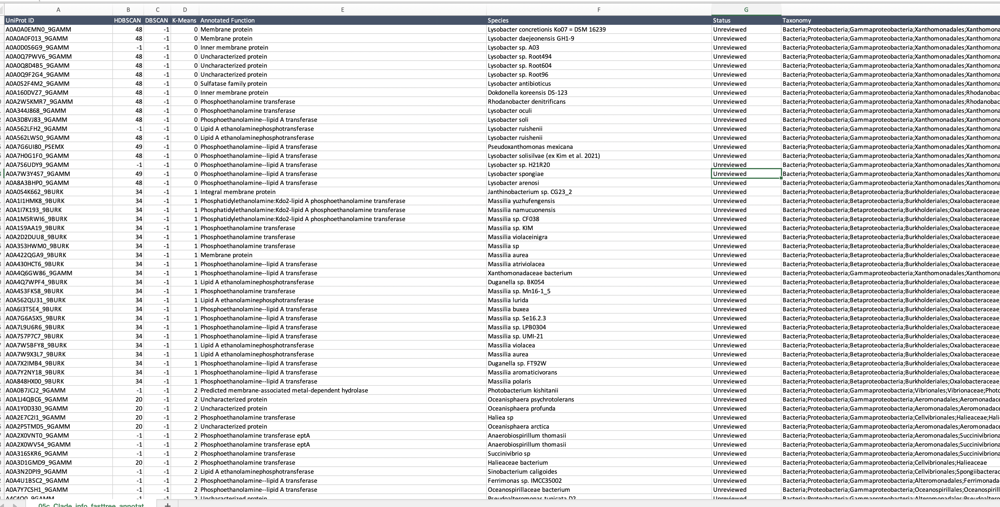 A B C D E F G
UniProt ID HDBSCAN DBSCAN K-Means Annotated Function Species Status Taxonomy
A0A0A0EMN0_9GAMM 48 -1 0 Membrane protein Lysobacter concretionis Ko07 = DSM 16239 Unreviewed Bacteria;Proteobacteria;Gammaproteobacteria;Xanthomonadales;Xanthomona
A0A0A0F013_9GAMM 48 -1 0 Membrane protein Lysobacter daejeonensis GH1-9 Unreviewed Bacteria;Proteobacteria;Gammaproteobacteria;Xanthomonadales;Xanthomona
A0A0D0S6G9_9GAMM -1 -1 0 Inner membrane protein Lysobacter sp. A03 Unreviewed Bacteria;Proteobacteria;Gammaproteobacteria;Xanthomonadales;Xanthomona
A0A0Q7PWV6_9GAMM 48 -1 0 Uncharacterized protein Lysobacter sp. Root494 Unreviewed Bacteria;Proteobacteria;Gammaproteobacteria;Xanthomonadales;Xanthomona
A0A0Q8D4B5_9GAMM 48 -1 0 Uncharacterized protein Lysobacter sp. Root604 Unreviewed Bacteria;Proteobacteria;Gammaproteobacteria;Xanthomonadales;Xanthomona
A0A0Q9F2G4_9GAMM 48 -1 0 Uncharacterized protein Lysobacter sp. Root96 Unreviewed Bacteria;Proteobacteria;Gammaproteobacteria;Xanthomonadales;Xanthomona
A0A0S2F4M2_9GAMM 48 -1 0 Sulfatase family protein Lysobacter antibioticus Unreviewed Bacteria;Proteobacteria;Gammaproteobacteria;Xanthomonadales;Xanthomona
A0A160DVZ7_9GAMM 48 -1 0 Inner membrane protein Dokdonella koreensis DS-123 Unreviewed Bacteria;Proteobacteria;Gammaproteobacteria;Xanthomonadales;Rhodanobac
A0A2W5KMR7_9GAMM 48 -1 0 Phosphoethanolamine transferase Rhodanobacter denitrificans Unreviewed Bacteria;Proteobacteria;Gammaproteobacteria;Xanthomonadales;Rhodanobac
A0A344J868_9GAMM 48 -1 0 Phosphoethanolamine transferase Lysobacter oculi Unreviewed Bacteria;Proteobacteria;Gammaproteobacteria;Xanthomonadales;Xanthomona
A0A3D8VJ83_9GAMM 48 -1 0 Phosphoethanolamine--lipid A transferase Lysobacter soli Unreviewed Bacteria;Proteobacteria;Gammaproteobacteria;Xanthomonadales;Xanthomona
A0A562LFH2_9GAMM -1 -1 0 Lipid A ethanolaminephosphotransferase Lysobacter ruishenii Unreviewed Bacteria;Proteobacteria;Gammaproteobacteria;Xanthomonadales;Xanthomona
A0A562LWS0_9GAMM 48 -1 0 Lipid A ethanolaminephosphotransferase Lysobacter ruishenii Unreviewed Bacteria;Proteobacteria;Gammaproteobacteria;Xanthomonadales;Xanthomona
A0A7G6UI80_PSEMX 49 -1 0 Phosphoethanolamine--lipid A transferase Pseudoxanthomonas mexicana Unreviewed Bacteria;Proteobacteria;Gammaproteobacteria;Xanthomonadales;Xanthomona
A0A7H0G1F0_9GAMM 48 -1 0 Phosphoethanolamine--lipid A transferase Lysobacter solisilvae (ex Kim et al. 2021) Unreviewed Bacteria;Proteobacteria;Gammaproteobacteria;Xanthomonadales;Xanthomona
A0A7S6UDY9_9GAMM -1 -1 0 Phosphoethanolamine--lipid A transferase Lysobacter sp. H21R20 Unreviewed Bacteria;Proteobacteria;Gammaproteobacteria;Xanthomonadales;Xanthomona
A0A7W3Y4S7_9GAMM 49 -1 0 Phosphoethanolamine--lipid A transferase Lysobacter spongiae Unreviewed Bacteria;Proteobacteria;Gammaproteobacteria;Xanthomonadales;Xanthomona
A0A8A3BHP0_9GAMM 48 -1 0 Phosphoethanolamine--lipid A transferase Lysobacter arenosi Unreviewed Bacteria;Proteobacteria;Gammaproteobacteria;Xanthomonadales;Xanthomona
A0A0S4K662_9BURK 34 -1 1 Integral membrane protein Janthinobacterium sp. CG23_2 Unreviewed Bacteria;Proteobacteria;Betaproteobacteria;Burkholderiales;Oxalobacteraceae,
A0A1I1HMK8_9BURK 34 -1 1 Phosphatidylethanolamine:Kdo2-lipid A phosphoethanolamine transferase Massilia yuzhufengensis Unreviewed Bacteria;Proteobacteria;Betaproteobacteria;Burkholderiales;Oxalobacteraceae,
A0A1I7K193_9BURK 34 -1 1 Phosphatidylethanolamine:Kdo2-lipid A phosphoethanolamine transferase Massilia namucuonensis Unreviewed Bacteria;Proteobacteria;Betaproteobacteria;Burkholderiales;Oxalobacteraceae,
A0A1M5RWI6_9BURK 34 -1 1 Phosphatidylethanolamine:Kdo2-lipid A phosphoethanolamine transferase Massilia sp. CF038 Unreviewed Bacteria;Proteobacteria;Betaproteobacteria;Burkholderiales;Oxalobacteraceae,
A0A1S9AA19_9BURK 34 -1 1 Phosphoethanolamine transferase Massilia sp. KIM Unreviewed Bacteria;Proteobacteria;Betaproteobacteria;Burkholderiales;Oxalobacteraceae,
A0A2D2DUU8_9BURK 34 -1 1 Phosphoethanolamine transferase Massilia violaceinigra Unreviewed Bacteria;Proteobacteria;Betaproteobacteria;Burkholderiales;Oxalobacteraceae,
A0A353HWM0_9BURK 34 -1 1 Phosphoethanolamine transferase Massilia sp Unreviewed Bacteria;Proteobacteria;Betaproteobacteria;Burkholderiales;Oxalobacteraceae,
A0A422QGA9_9BURK 34 -1 1 Membrane protein Massilia aurea Unreviewed Bacteria;Proteobacteria;Betaproteobacteria;Burkholderiales;Oxalobacteraceae,
A0A430HCT6_9BURK 34 -1 1 Phosphoethanolamine--lipid A transferase Massilia atriviolacea Unreviewed Bacteria;Proteobacteria;Betaproteobacteria;Burkholderiales;Oxalobacteraceae,
A0A4Q6GW86_9GAMM 34 -1 1 Phosphoethanolamine--lipid A transferase Xanthomonadaceae bacterium Unreviewed Bacteria;Proteobacteria;Gammaproteobacteria;Xanthomonadales;Xanthomona
A0A4Q7WPF4_9BURK 34 -1 1 Lipid A ethanolaminephosphotransferase Duganella sp. BK054 Unreviewed Bacteria;Proteobacteria;Betaproteobacteria;Burkholderiales;Oxalobacteraceae,
A0A4S3FK58_9BURK 34 -1 1 Phosphoethanolamine transferase Massilia sp. Mn16-1_5 Unreviewed Bacteria;Proteobacteria;Betaproteobacteria;Burkholderiales;Oxalobacteraceae,
A0A562QU31_9BURK 34 -1 1 Lipid A ethanolaminephosphotransferase Massilia lurida Unreviewed Bacteria;Proteobacteria;Betaproteobacteria;Burkholderiales;Oxalobacteraceae,
A0A6I3T5E4_9BURK 34 -1 1 Phosphoethanolamine--lipid A transferase Massilia buxea Unreviewed Bacteria;Proteobacteria;Betaproteobacteria;Burkholderiales;Oxalobacteraceae,
A0A7G6A5X5_9BURK 34 -1 1 Phosphoethanolamine--lipid A transferase Massilia sp. Se16.2.3 Unreviewed Bacteria;Proteobacteria;Betaproteobacteria;Burkholderiales;Oxalobacteraceae,
A0A7L9U6R6_9BURK 34 -1 1 Phosphoethanolamine--lipid A transferase Massilia sp. LPB0304 Unreviewed Bacteria;Proteobacteria;Betaproteobacteria;Burkholderiales;Oxalobacteraceae,
A0A7S7P7C7_9BURK 34 -1 1 Phosphoethanolamine--lipid A transferase Massilia sp. UMI-21 Unreviewed Bacteria;Proteobacteria;Betaproteobacteria;Burkholderiales;Oxalobacteraceae,
A0A7W5BFY8_9BURK 34 -1 1 Lipid A ethanolaminephosphotransferase Massilia violacea Unreviewed Bacteria;Proteobacteria;Betaproteobacteria;Burkholderiales;Oxalobacteraceae,
A0A7W9X3L7_9BURK 34 -1 1 Lipid A ethanolaminephosphotransferase Massilia aurea Unreviewed Bacteria;Proteobacteria;Betaproteobacteria;Burkholderiales;Oxalobacteraceae,
A0A7X2IMB4_9BURK 34 -1 1 Phosphoethanolamine--lipid A transferase Duganella sp. FT92W Unreviewed Bacteria;Proteobacteria;Betaproteobacteria;Burkholderiales;Oxalobacteraceae,
A0A7Y2NY18_9BURK 34 -1 1 Phosphoethanolamine--lipid A transferase Massilia aromaticivorans Unreviewed Bacteria;Proteobacteria;Betaproteobacteria;Burkholderiales;Oxalobacteraceae,
A0A848HX00_9BURK 34 -1 1 Phosphoethanolamine--lipid A transferase Massilia polaris Unreviewed Bacteria;Proteobacteria;Betaproteobacteria;Burkholderiales;Oxalobacteraceae,
A0A0B7JCJ2_9GAMM -1 -1 2 Predicted membrane-associated metal-dependent hydrolase Photobacterium kishitanii Unreviewed Bacteria;Proteobacteria;Gammaproteobacteria;Vibrionales;Vibrionaceae;Photo
A0A1J4QBC6_9GAMM 20 -1 2 Uncharacterized protein Oceanisphaera psychrotolerans Unreviewed Bacteria;Proteobacteria;Gammaproteobacteria;Aeromonadales;Aeromonadace
A0A1Y0D330_9GAMM 20 -1 2 Uncharacterized protein Oceanisphaera profunda Unreviewed Bacteria;Proteobacteria;Gammaproteobacteria;Aeromonadales;Aeromonadace
A0A2E7C2I1_9GAMM 20 -1 2 Phosphoethanolamine transferase Haliea sp Unreviewed Bacteria;Proteobacteria;Gammaproteobacteria;Cellvibrionales;Halieaceae;Hali
A0A2P5TMD5_9GAMM 20 -1 2 Uncharacterized protein Oceanisphaera arctica Unreviewed Bacteria;Proteobacteria;Gammaproteobacteria;Aeromonadales;Aeromonadace
A0A2X0VNT0_9GAMM -1 -1 2 Phosphoethanolamine transferase eptA Anaerobiospirillum thomasii Unreviewed Bacteria;Proteobacteria;Gammaproteobacteria;Aeromonadales;Succinivibriona
A0A2X0WV54_9GAMM -1 -1 2 Phosphoethanolamine transferase eptA Anaerobiospirillum thomasii Unreviewed Bacteria;Proteobacteria;Gammaproteobacteria;Aeromonadales;Succinivibriona
A0A316SKR6_9GAMM -1 -1 2 Phosphoethanolamine transferase Succinivibrio sp Unreviewed Bacteria;Proteobacteria;Gammaproteobacteria;Aeromonadales;Succinivibriona
A0A3D1GMD9_9GAMM 20 -1 2 Phosphoethanolamine transferase Halieaceae bacterium Unreviewed Bacteria;Proteobacteria;Gammaproteobacteria;Cellvibrionales;Halieaceae
A0A3N2DPI9_9GAMM -1 -1 2 Lipid A ethanolaminephosphotransferase Sinobacterium caligoides Unreviewed Bacteria;Proteobacteria;Gammaproteobacteria;Cellvibrionales;Spongiibacterac
A0A4U1BSC2_9GAMM -1 -1 2 Phosphoethanolamine--lipid A transferase Ferrimonas sp. IMCC35002 Unreviewed Bacteria;Proteobacteria;Gammaproteobacteria;Alteromonadales;Ferrimonada
A0A7Y7CSH1_9GAMM -1 -1 2 Phosphoethanolamine--lipid A transferase Oceanospirillaceae bacterium Unreviewed Bacteria;Proteobacteria;Gammaproteobacteria;Oceanospirillales;Oceanospirill
-1 -1 2 Uncharacterized protein Pseudoalteromonas tunicata D2 Unreviewed Bacteria;Proteobacteria;Gammaproteobacteria;Alteromonadales;Pseudoaltero
05c_Clade_info_fasttree_annotat +